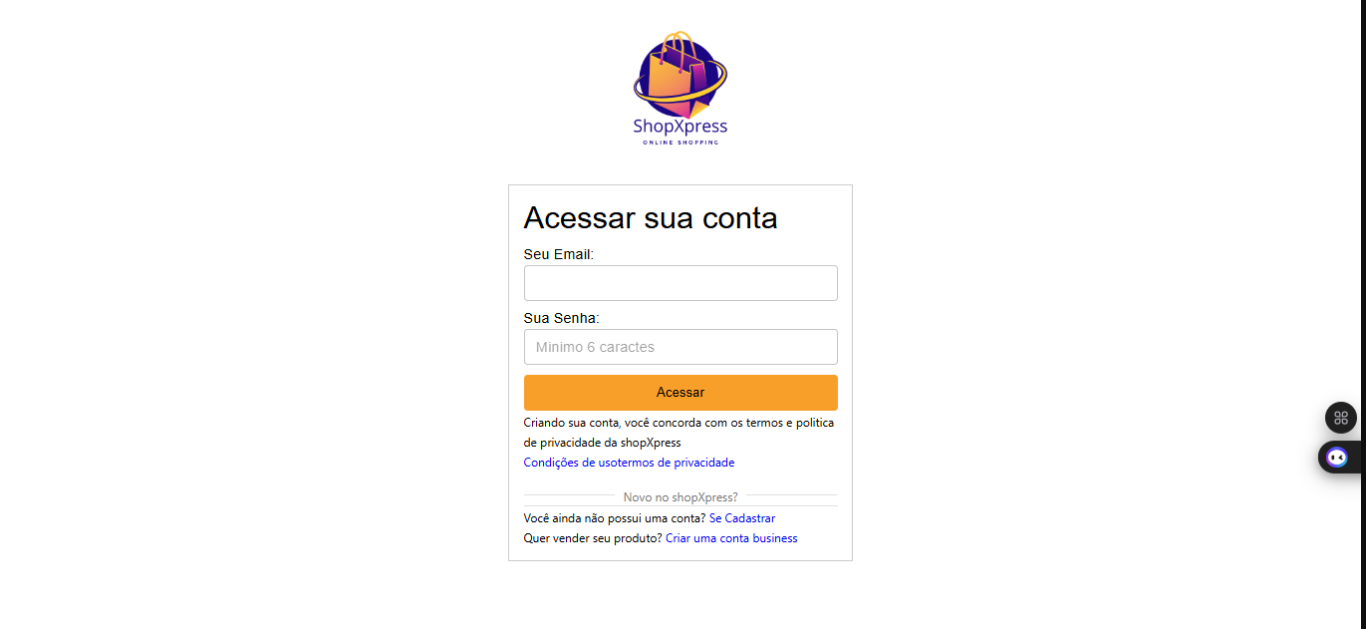 ShopXpress
ONLINE SHOPPING
Acessar sua conta
Seu Email:
Sua Senha:
Minimo 6 caractes
Acessar
Criando sua conta, você concorda com os termos e politica
de privacidade da shopXpress
Condições de usotermos de privacidade
Novo no shopXpress?
Você ainda não possui uma conta? Se Cadastrar
Quer vender seu produto? Criar uma conta business